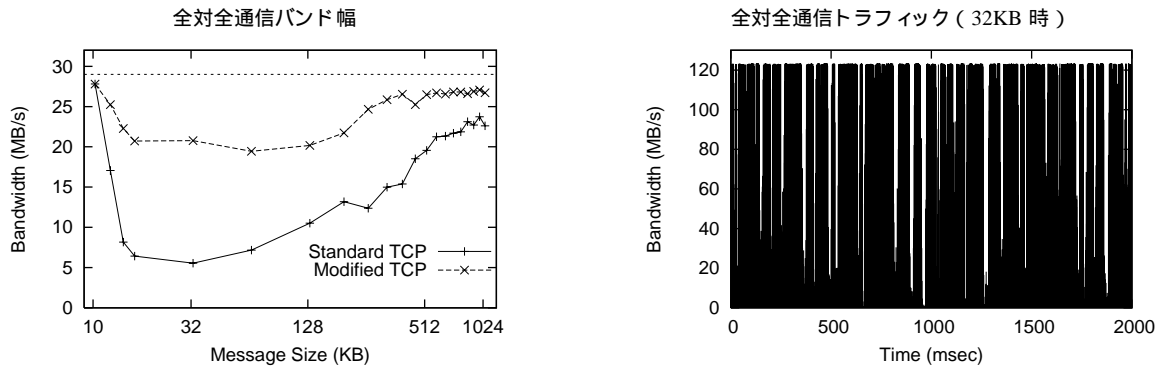 全対全通信バンド幅
30
25
20
15
10
5
0
Bandwidth (MB/s)
Standard TCP
Modified TCP
10 32 128 512 1024
Message Size (KB)
全対全通信トラフィック ( 32KB 時 )
120
100
80
60
40
20
0
Bandwidth (MB/s)
0 500 1000 1500 2000
Time (msec)